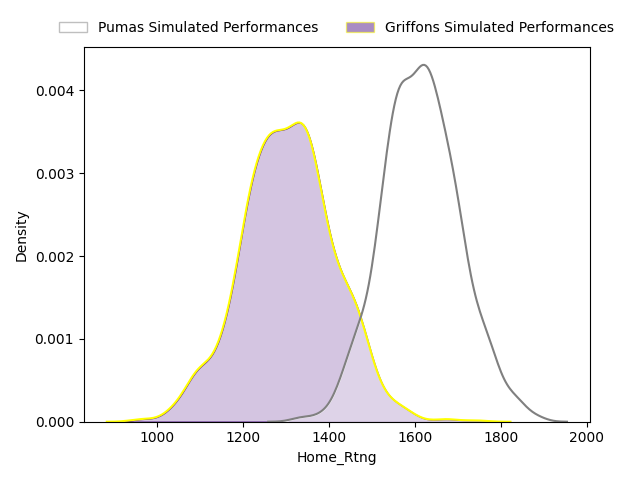 Pumas Simulated Performances Griffons Simulated Performances
0.004
0.003
0.002
0.001
0.000
Density
1000 1200 1400 1600 1800 2000
Home_Rtng